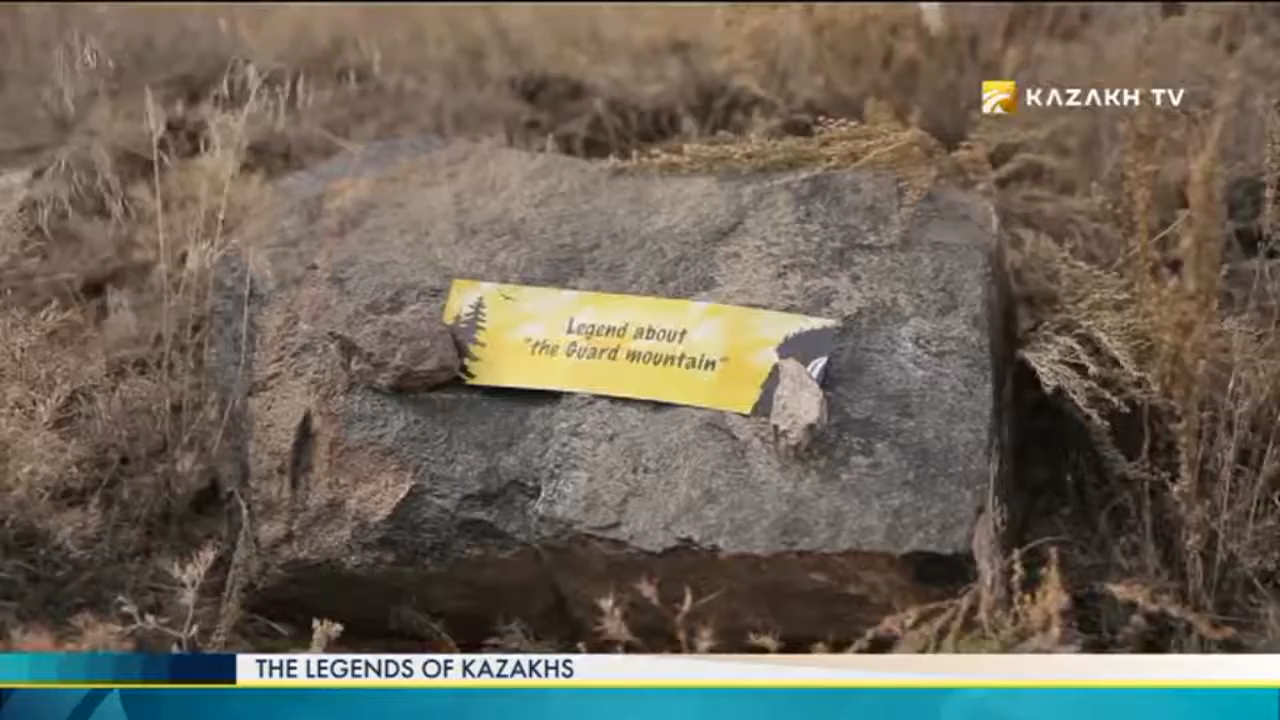 KAZAKH TV
Legend about
"the Guard mountain"
THE LEGENDS OF KAZAKHS